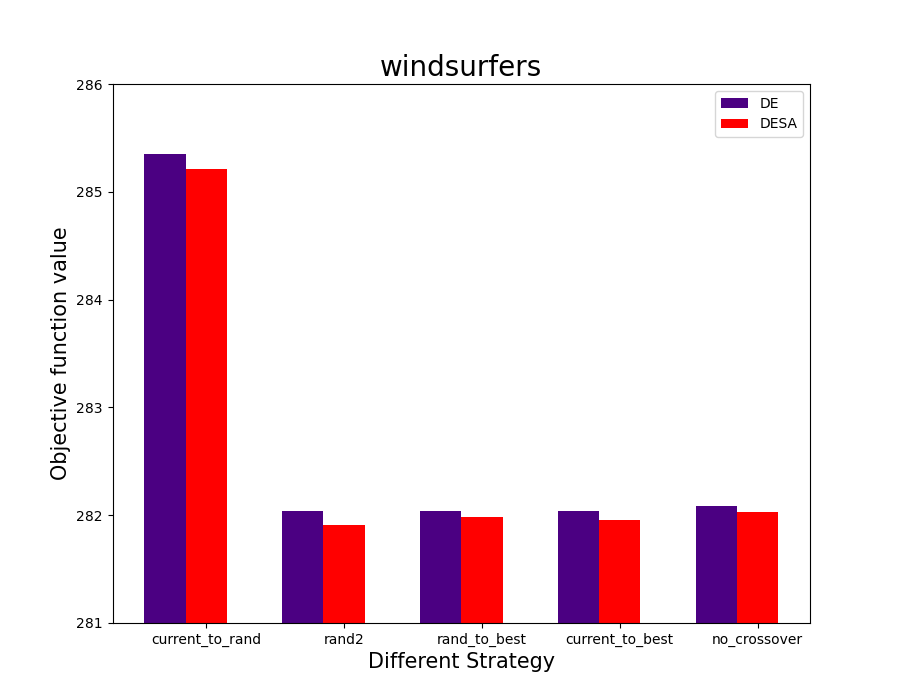 windsurfers
DE
DESA
Objective function value
286
285
284
283
282
281
current_to_rand rand2 rand_to_best current_to_best no_crossover
Different Strategy